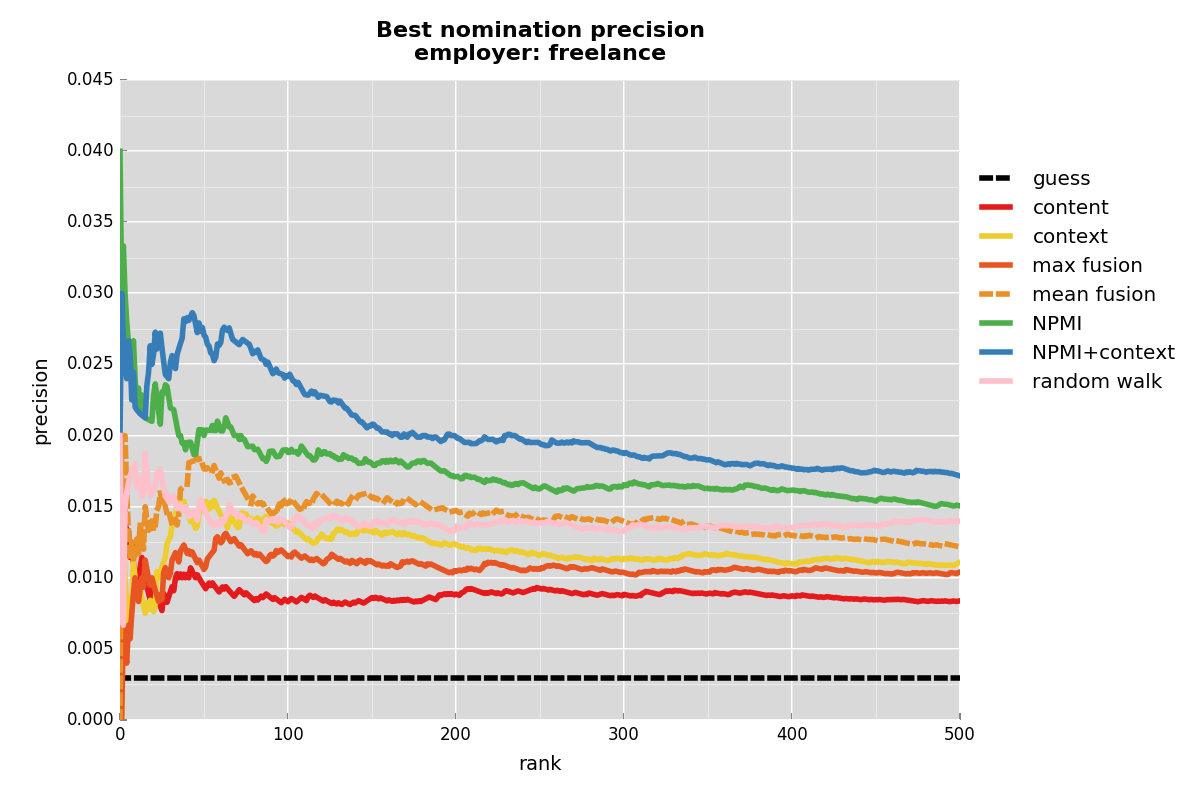 Best nomination precision
employer: freelance
precision
0.045
0.040
0.035
0.030
0.025
0.020
0.015
0.010
0.005
0.000
0
100
200
300
400
500
rank
guess
content
context
max fusion
mean fusion
NPMI
NPMI+context
random walk